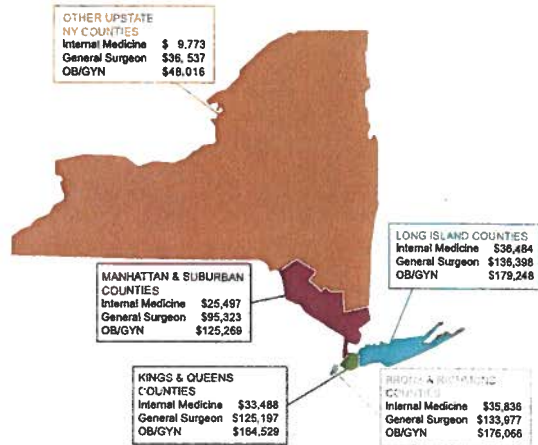 OTHER UPSTATE
NY COUNTIES
Internal Medicine $ 9.773
General Surgeon $36, 537
OB/GYN $48,016
LONG ISLAND COUNTIES
Internal Medicine $36,484
General Surgeon $136,398
OB/GYN $179,248
MANHATTAN & SUBURBAN
COUNTIES
Internal Medicine $25,497
General Surgeon $95,323
OB/GYN $125,269
KINGS & QUEENS
COUNTIES
Internal Medicine $33,488
General Surgeon $125,197
OB/GYN $164,529
BRONX & RICHMOND
COUNTIES
Internal Medicine $35,836
General Surgeon $133,977
OB/GYN $176,066